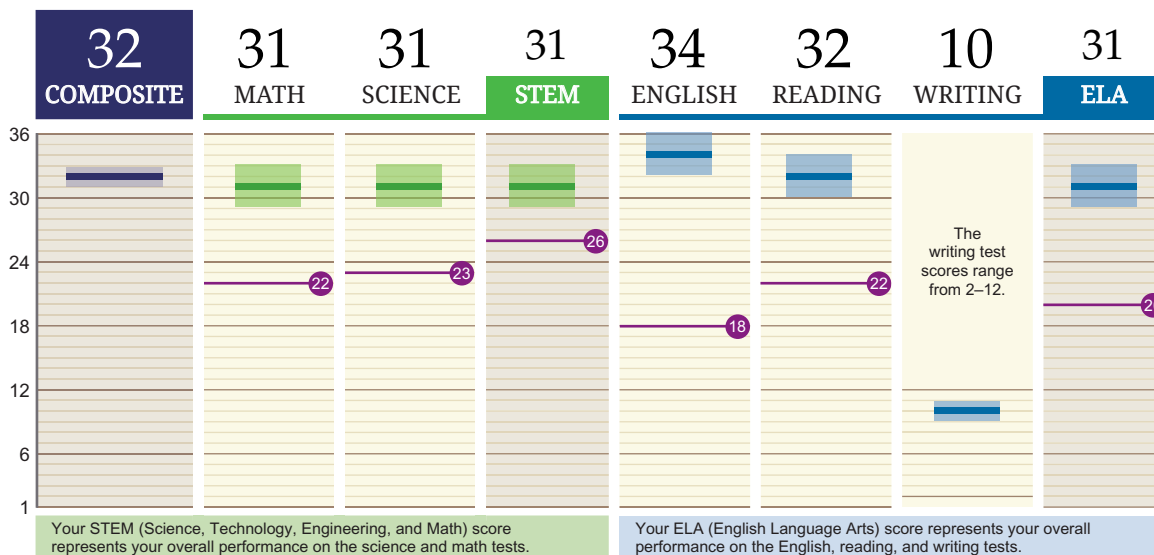 32 31 31 31 34 32 10 31
COMPOSITE MATH SCIENCE STEM ENGLISH READING WRITING ELA
36
30
24
18
12
6
1
22
23
26
18
22
The
writing test
scores range
from 2–12.
Your STEM (Science, Technology, Engineering, and Math) score
represents your overall performance on the science and math tests.
Your ELA (English Language Arts) score represents your overall
performance on the English, reading, and writing tests.